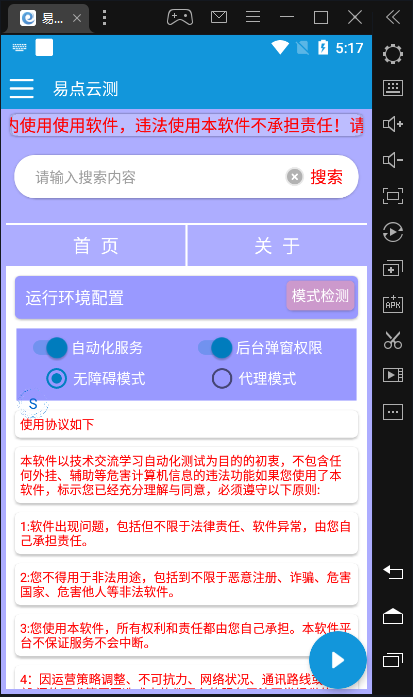 易...
5:17
易点云测
内使用使用软件，违法使用本软件不承担责任！请
请输入搜索内容
搜索
首 页
关 于
运行环境配置
模式检测
自动化服务
后台弹窗权限
无障碍模式
代理模式
S
使用协议如下
本软件以技术交流学习自动化测试为目的的初衷，不包含任
何外挂、辅助等危害计算机信息的违法功能如果您使用了本
软件，标示您已经充分理解与同意，必须遵守以下原则:
1:软件出现问题，包括但不限于法律责任、软件异常，由您自
己承担责任。
2:您不得用于非法用途，包括到不限于恶意注册、诈骗、危害
国家、危害他人等非法软件。
3:您使用本软件，所有权利和责任都由您自己承担。本软件平
台不保证服务不会中断。
4：因运营策略调整、不可抗力、网络状况、通讯路线或
APK